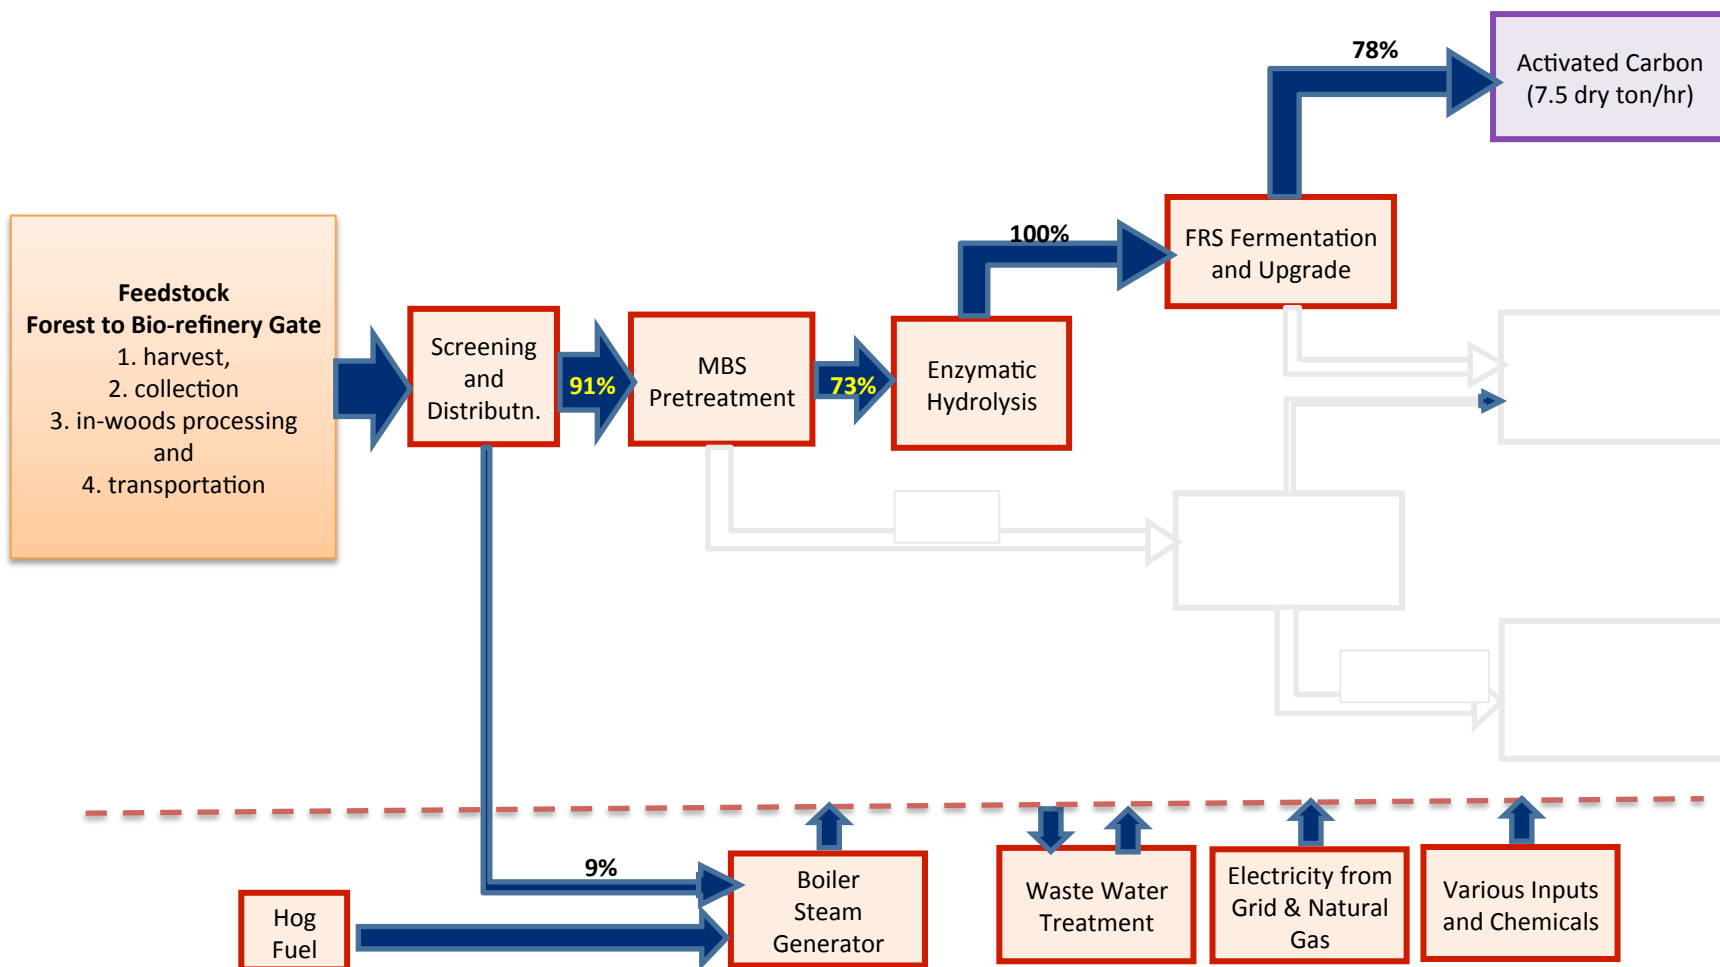 78%
Activated Carbon
(7.5 dry ton/hr)
100%
FRS Fermentation
and Upgrade
Feedstock
Forest to Bio-refinery Gate
1. harvest,
2. collection
3. in-woods processing
and
4. transportation
Screening
and
Distributn.
91%
MBS
Pretreatment
73%
Enzymatic
Hydrolysis
9%
Hog
Fuel
Boiler
Steam
Generator
Waste Water
Treatment
Electricity from
Grid & Natural
Gas
Various Inputs
and Chemicals